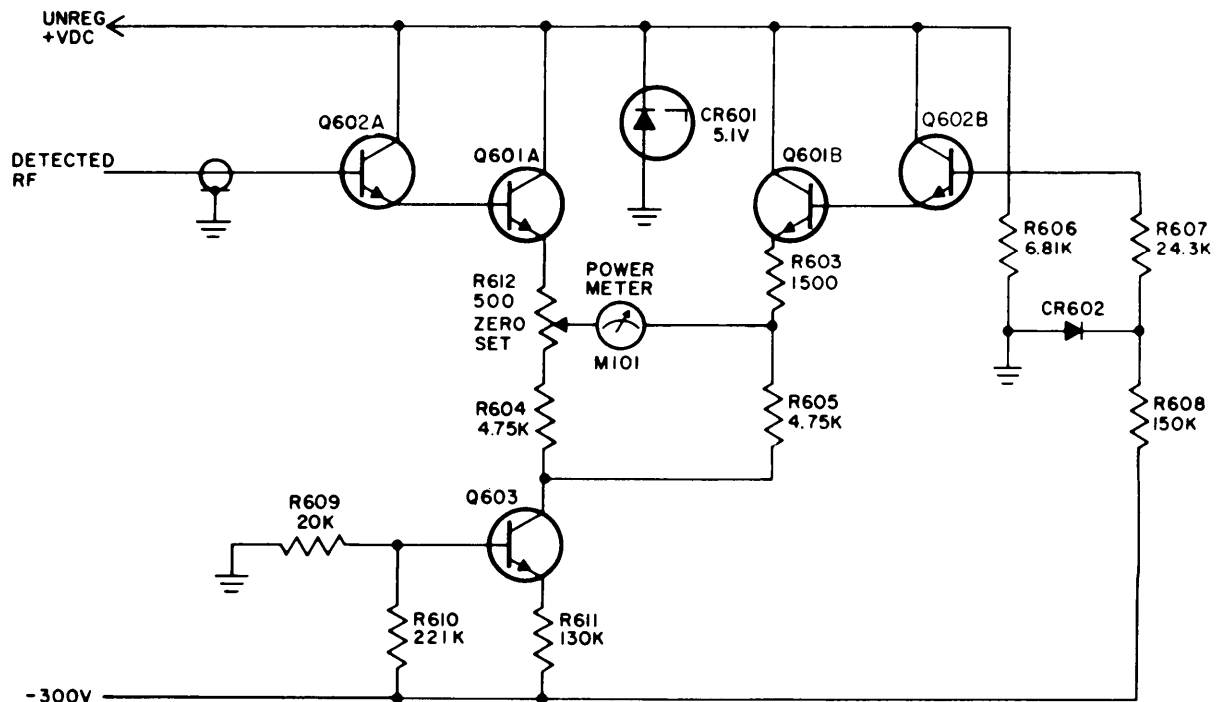 UNREG
+VDC
Q602A
CR601
5.1V
Q602B
DETECTED
RF
Q601A
Q601B
R606
6.81K
R607
24.3K
R603
1500
R612
500
ZERO
SET
POWER
METER
M101
CR602
R604
4.75K
R605
4.75K
R608
150K
Q603
R609
20K
R610
221K
R611
130K
-300V